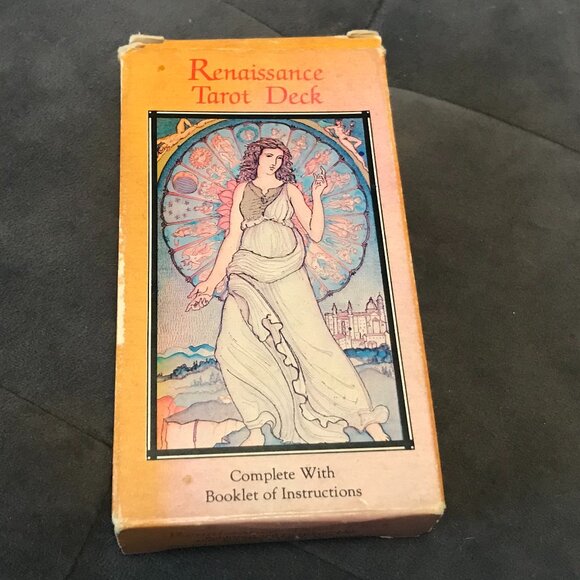 Renaissance
Tarot Deck
Complete With
Booklet of Instructions